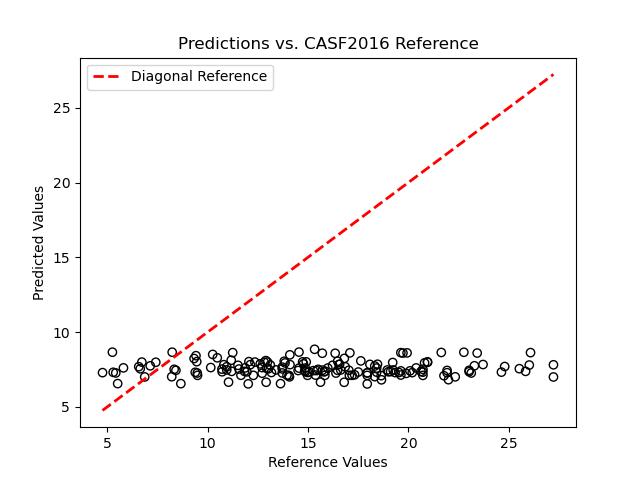 Predictions vs. CASF2016 Reference
Diagonal Reference
Predicted Values
25
20
15
10
5
5 10 15 20 25
Reference Values